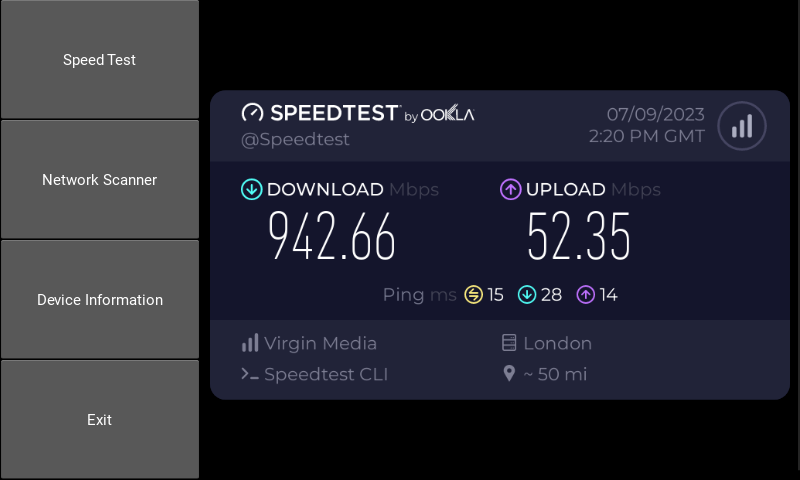 Speed Test
Network Scanner
Device Information
Exit
SPEEDTEST by OOKLA
@Speedtest
07/09/2023
2:20 PM GMT
DOWNLOAD Mbps
942.66
UPLOAD Mbps
52.35
Ping ms 15 28 14
Virgin Media
London
Speedtest CLI
~ 50 mi